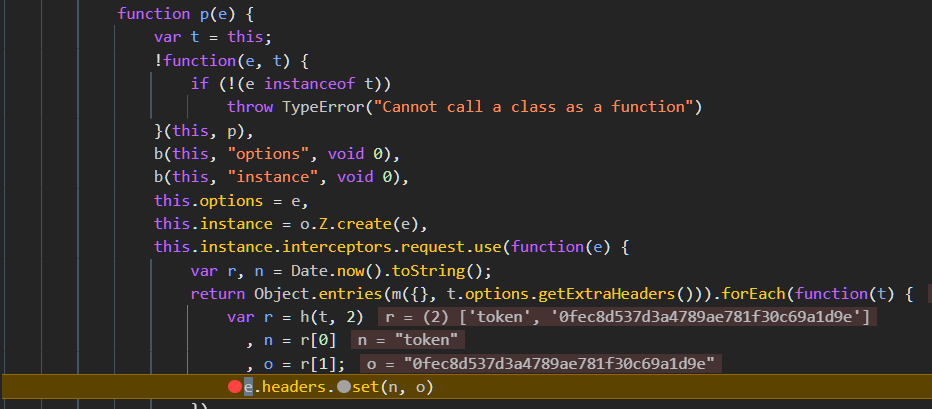 function p(e) {
var t = this;
!function(e, t) {
if (!(e instanceof t))
throw TypeError("Cannot call a class as a function")
}(this, p),
b(this, "options", void 0),
b(this, "instance", void 0),
this.options = e,
this.instance = o.Z.create(e),
this.instance.interceptors.request.use(function(e) {
var r, n = Date.now().toString();
return Object.entries(m({}, t.options.getExtraHeaders())).forEach(function(t) {
var r = h(t, 2) r = (2) ['token', '0fec8d537d3a4789ae781f30c69a1d9e']
, n = r[0] n = "token"
, o = r[1]; o = "0fec8d537d3a4789ae781f30c69a1d9e"
e.headers.set(n, o)
})